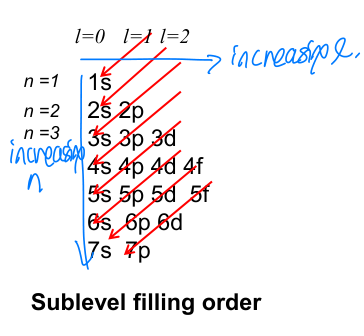 l=0 l=1 l=2
increasing l.
n =1 1s
n =2 2s 2p
n =3 3s 3p 3d
increasing n
4s 4p 4d 4f
5s 5p 5d 5f
6s 6p 6d
7s 7p
Sublevel filling order